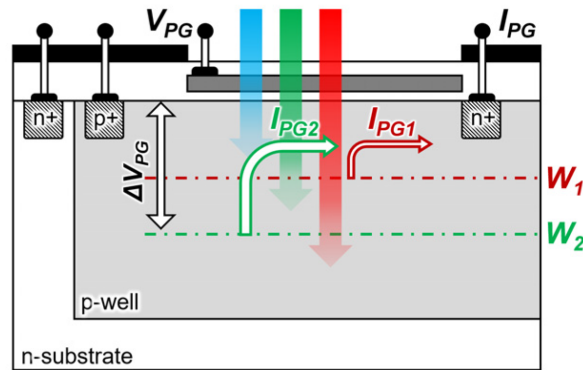 V_PG
I_PG
n+
p+
n+
I_PG2
I_PG1
ΔV_PG
W_1
W_2
p-well
n-substrate